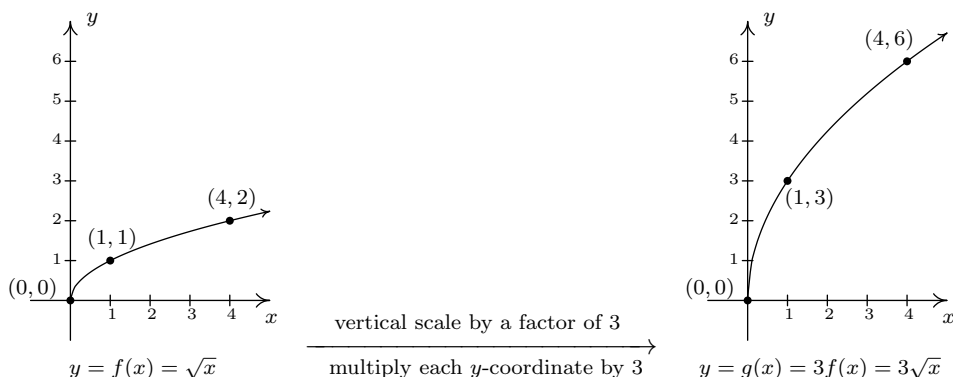 y
6
5
4
3
2
1
(4, 2)
(1, 1)
(0, 0)
1 2 3 4 x
y = f(x) = √x
vertical scale by a factor of 3
multiply each y-coordinate by 3
y
(4, 6)
6
5
4
3
(1, 3)
2
1
(0, 0)
1 2 3 4 x
y = g(x) = 3f(x) = 3√x